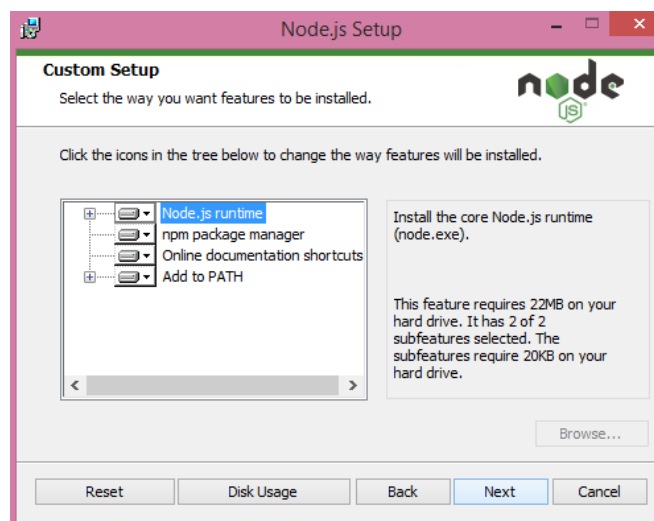 Node.js Setup
Custom Setup
Select the way you want features to be installed.
node
JS
Click the icons in the tree below to change the way features will be installed.
Node.js runtime
npm package manager
Online documentation shortcuts
Add to PATH
Install the core Node.js runtime
(node.exe).
This feature requires 22MB on your
hard drive. It has 2 of 2
subfeatures selected. The
subfeatures require 20KB on your
hard drive.
Browse...
Reset
Disk Usage
Back
Next
Cancel